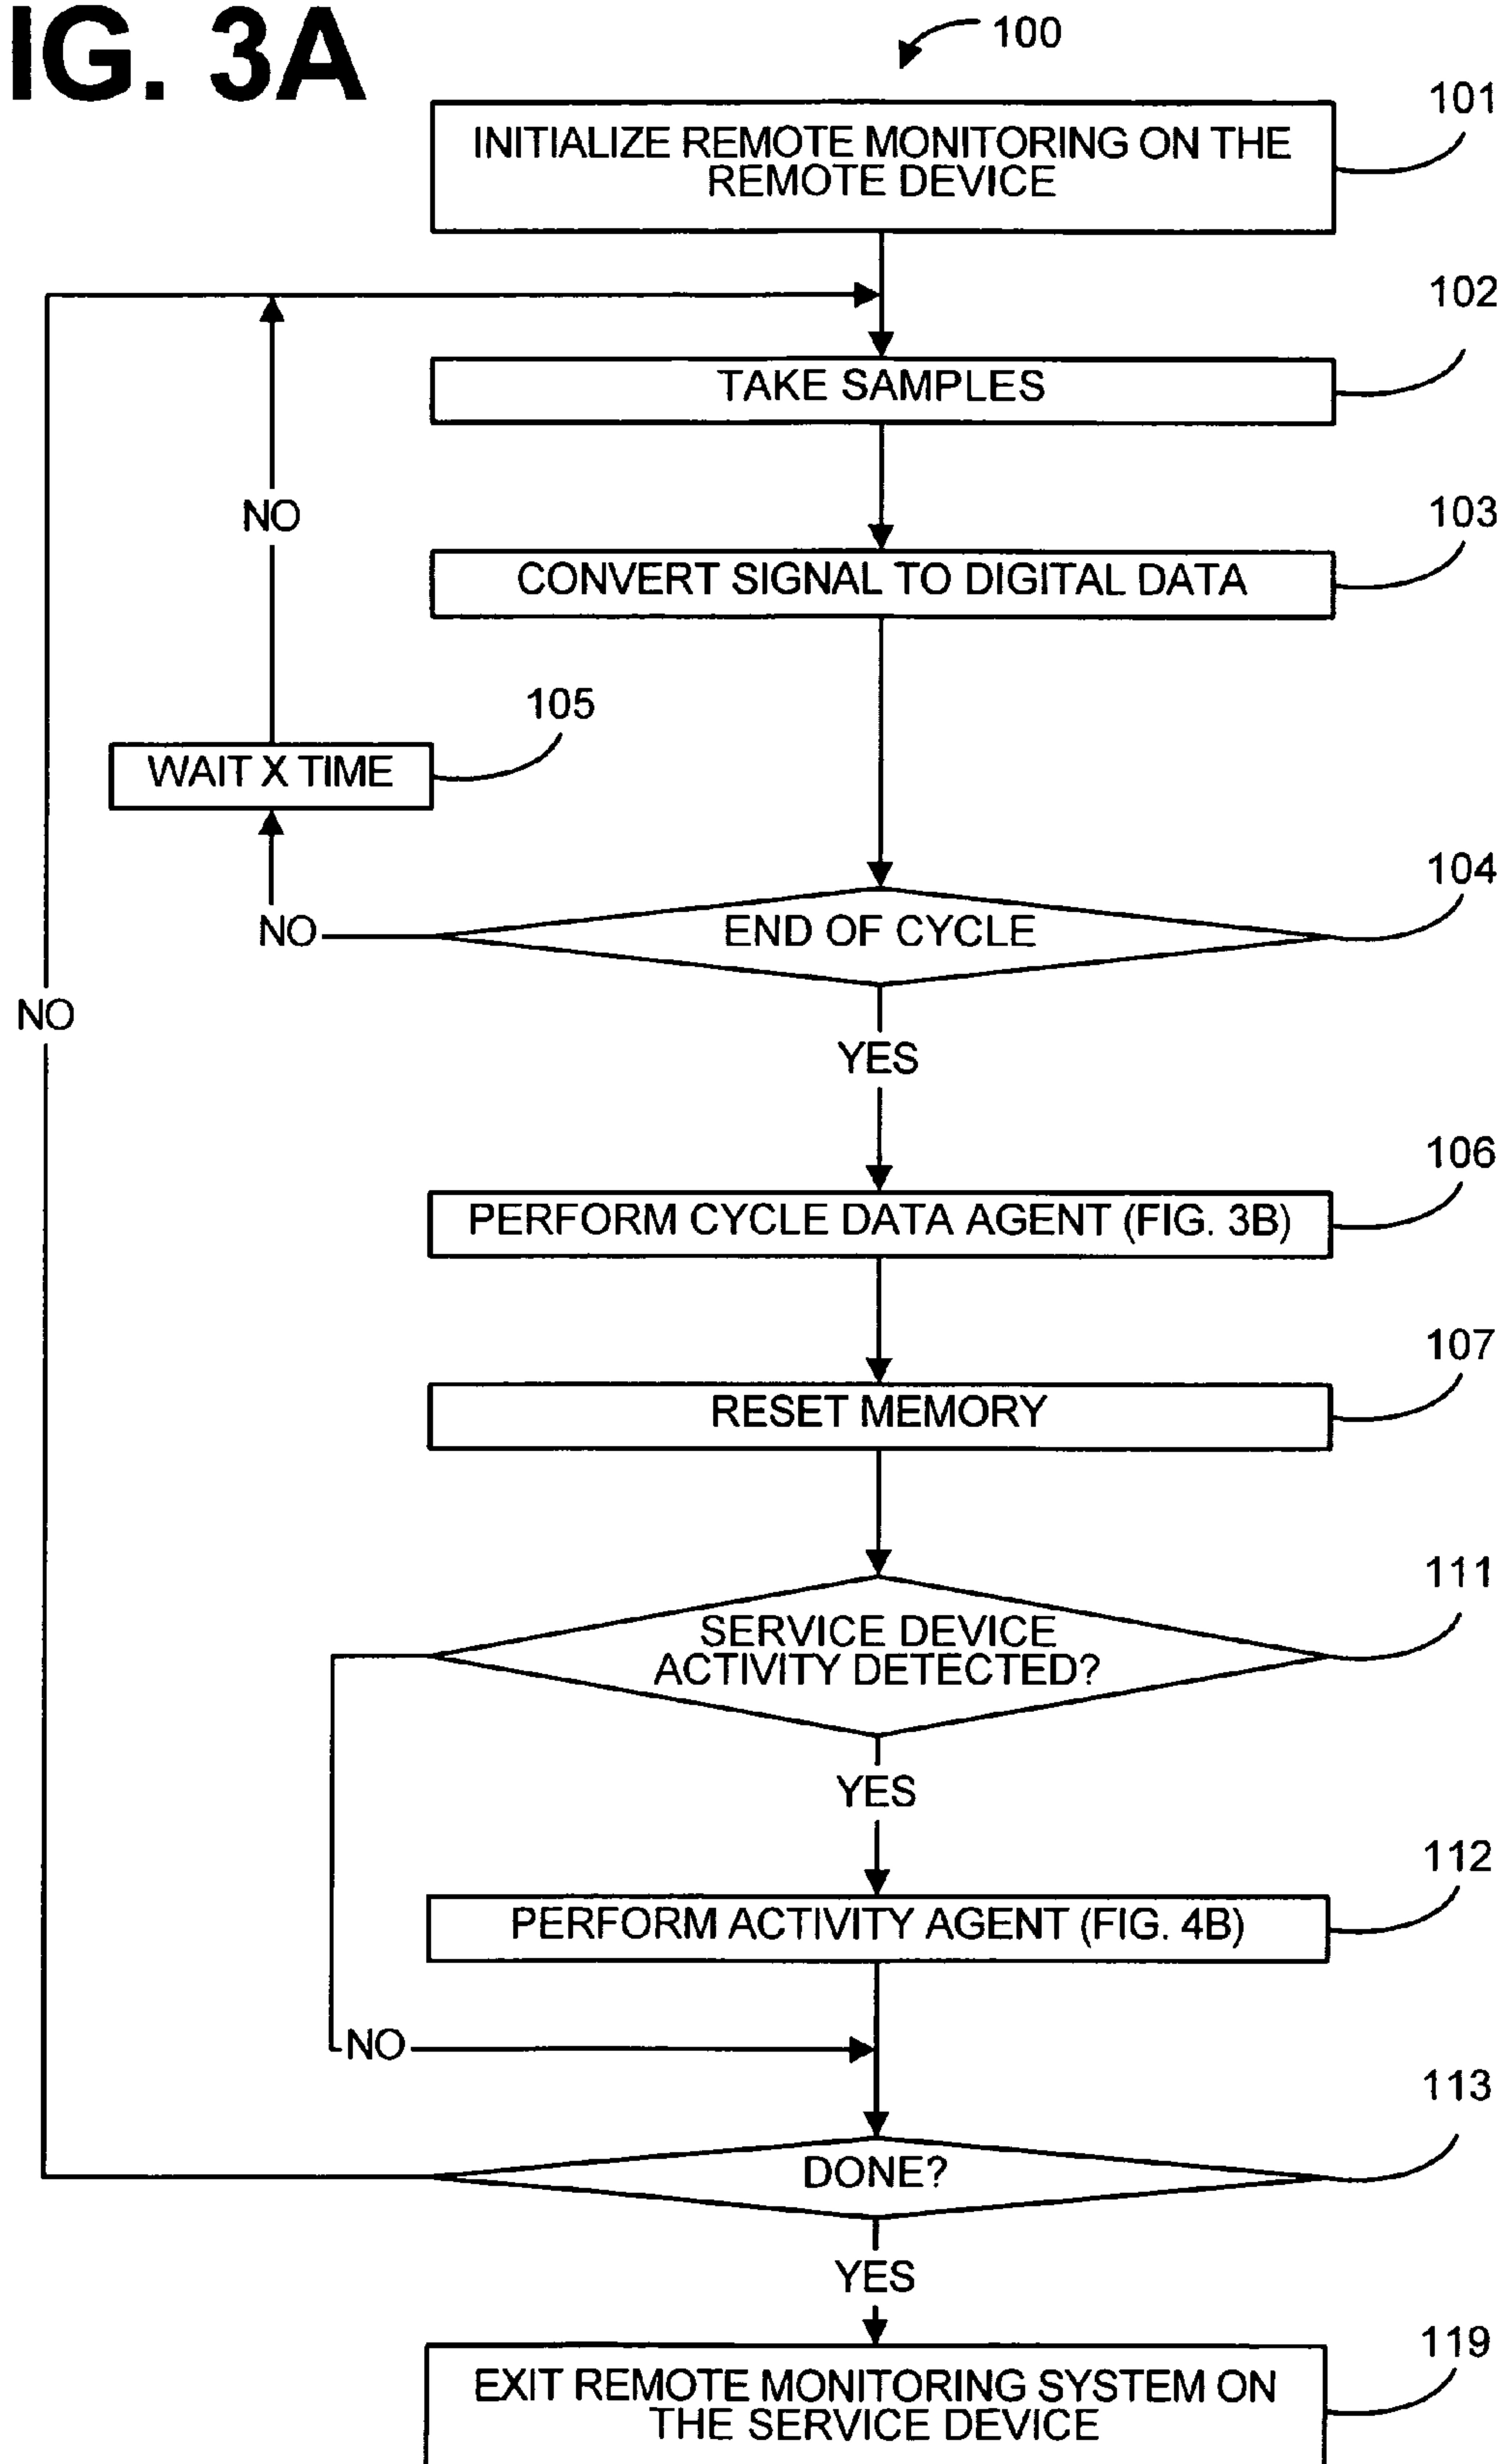 IG. 3A
100
101
INITIALIZE REMOTE MONITORING ON THE
REMOTE DEVICE
102
TAKE SAMPLES
NO
103
CONVERT SIGNAL TO DIGITAL DATA
105
WAIT X TIME
104
NO
END OF CYCLE
NO
YES
106
PERFORM CYCLE DATA AGENT (FIG. 3B)
107
RESET MEMORY
111
SERVICE DEVICE
ACTIVITY DETECTED?
YES
112
PERFORM ACTIVITY AGENT (FIG. 4B)
NO
113
DONE?
YES
119
EXIT REMOTE MONITORING SYSTEM ON
THE SERVICE DEVICE